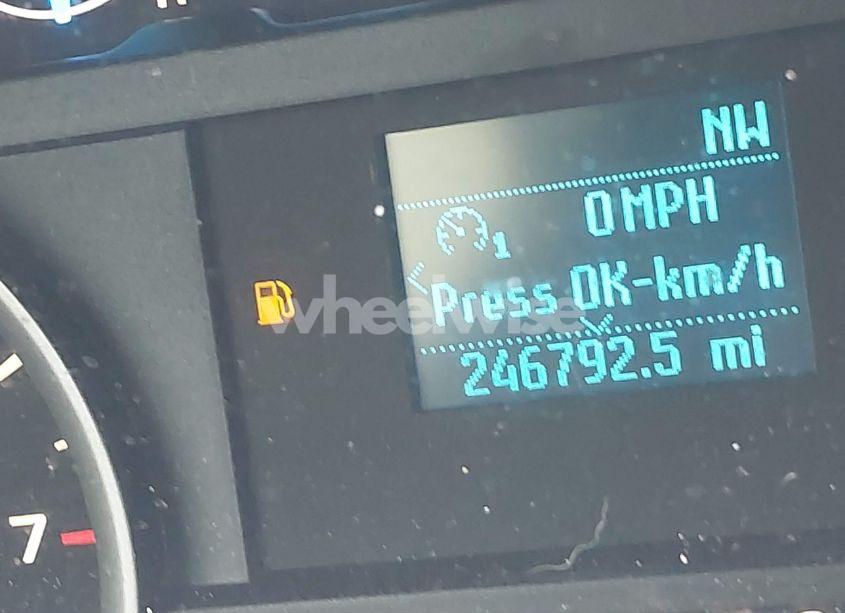 NW
0 MPH
1
Press OK-km/h
wheelwise
246792.5 mi
7